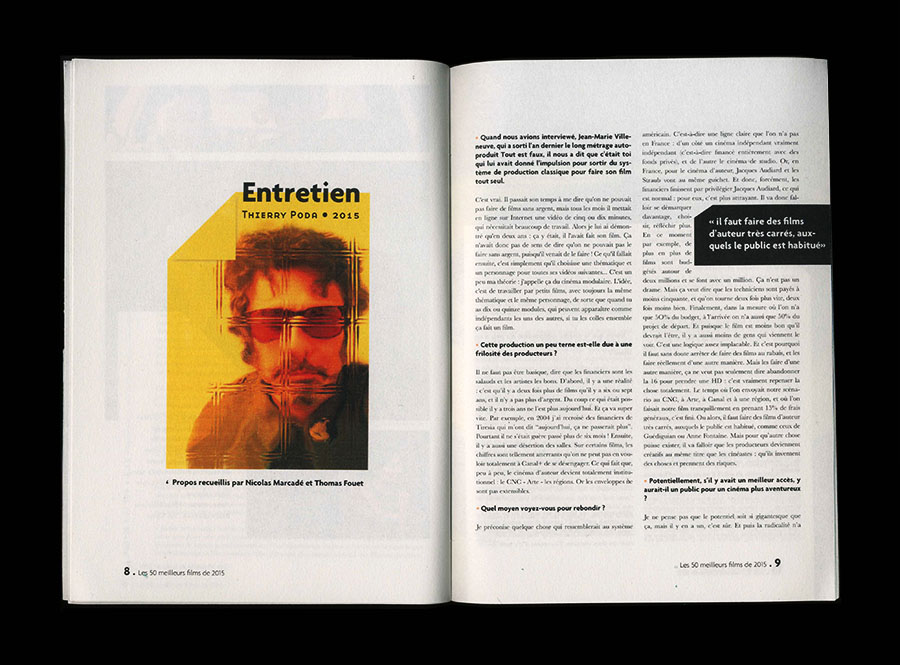 Entretien
THIERRY PODA • 2015
Propos recueillis par Nicolas Marcadé et Thomas Fouet
8 . Les 50 meilleurs films de 2015
• Quand nous avions interviewé, Jean-Marie Ville-
neuve, qui a sorti l'an dernier le long métrage auto-
produit Tout est faux, il nous a dit que c'était toi
qui lui avait donné l'impulsion pour sortir du sys-
tème de production classique pour faire son film
tout seul.
C'est vrai. Il passait son temps à me dire qu'on ne pouvait
pas faire de films sans argent, mais tous les mois il mettait
en ligne sur Internet une vidéo de cinq ou dix minutes,
qui nécessitait beaucoup de travail. Alors je lui ai démon-
tré qu'en deux ans : ça y était, il l'avait fait son film. Ça
n'avait donc pas de sens de dire qu'on ne pouvait pas le
faire sans argent, puisqu'il venait de le faire ! Ce qu'il fallait
ensuite, c'est simplement qu'il choisisse une thématique et
un personnage pour toutes ses vidéos suivantes... C'est un
peu ma théorie : j'appelle ça du cinéma modulaire. L'idée,
c'est de travailler par petits films, avec toujours la même
thématique et le même personnage, de sorte que quand tu
as dix ou quinze modules, qui peuvent apparaître comme
indépendants les uns des autres, si tu les colles ensemble
ça fait un film.
• Cette production un peu terne est-elle due à une
frilosité des producteurs ?
Il ne faut pas être basique, dire que les financiers sont les
salauds et les artistes les bons. D'abord, il y a une réalité
: c'est qu'il y a deux fois plus de films qu'il y a six ou sept
ans, et il n'y a pas plus d'argent. Du coup ce qui était pos-
sible il y a trois ans ne l'est plus aujourd'hui. Et ça va super
vite. Par exemple, en 2004 j'ai recroisé des financiers de
Tiresia qui m'ont dit "aujourd'hui, ça ne passerait plus".
Pourtant il ne s'était guère passé plus de six mois ! Ensuite,
il y a aussi une désertion des salles. Sur certains films, les
chiffres sont tellement atterrants qu'on ne peut pas en vou-
loir totalement à Canal+ de se désengager. Ce qui fait que,
peu à peu, le cinéma d'auteur devient totalement institu-
tionnel : le CNC - Arte - les régions. Or les enveloppes ne
sont pas extensibles.
• Quel moyen voyez-vous pour rebondir ?
Je préconise quelque chose qui ressemblerait au système
américain. C'est-à-dire une ligne claire que l'on n'a pas
en France : d'un côté un cinéma indépendant vraiment
indépendant (c'est-à-dire financé entièrement avec des
fonds privés), et de l'autre le cinéma de studio. Or, en
France, pour le cinéma d'auteur, Jacques Audiard et les
Straub vont au même guichet. Et donc, forcément, les
financiers finissent par privilégier Jacques Audiard, ce qui
est normal : pour eux, c'est plus attrayant. Il va donc fal-
loir se démarquer
davantage, choi-
sir, réfléchir plus.
En ce moment
par exemple, de
plus en plus de
films sont bud-
gétés autour de
deux millions et se font avec un million. Ça n'est pas un
drame. Mais ça veut dire que les techniciens sont payés à
moins cinquante, et qu'on tourne deux fois plus vite, deux
fois moins bien. Finalement, dans la mesure où l'on n'a
que 50% du budget, à l'arrivée on n'a aussi que 50% du
projet de départ. Et puisque le film est moins bon qu'il
devrait l'être, il y a aussi moins de gens qui viennent le
voir. C'est une logique assez implacable. Et c'est pourquoi
il faut sans doute arrêter de faire des films au rabais, et les
faire réellement d'une autre manière. Mais les faire d'une
autre manière, ça ne veut pas seulement dire abandonner
la 16 pour prendre une HD : c'est vraiment repenser la
chose totalement. Le temps où l'on envoyait notre scéna-
rio au CNC, à Arte, à Canal et à une région, et où l'on
faisait notre film tranquillement en prenant 15% de frais
généraux, c'est fini. Ou alors, il faut faire des films d'auteur
très carrés, auxquels le public est habitué, comme ceux de
Guédiguian ou Anne Fontaine. Mais pour qu'autre chose
puisse exister, il va falloir que les producteurs deviennent
créatifs au même titre que les cinéastes : qu'ils inventent
des choses et prennent des risques.
• Potentiellement, s'il y avait un meilleur accès, y
aurait-il un public pour un cinéma plus aventureux
?
Je ne pense pas que le potentiel soit si gigantesque que
ça, mais il y en a un, c'est sûr. Et puis la radicalité n'a
« il faut faire des films
d'auteur très carrés, aux-
quels le public est habitué»
Les 50 meilleurs films de 2015 . 9